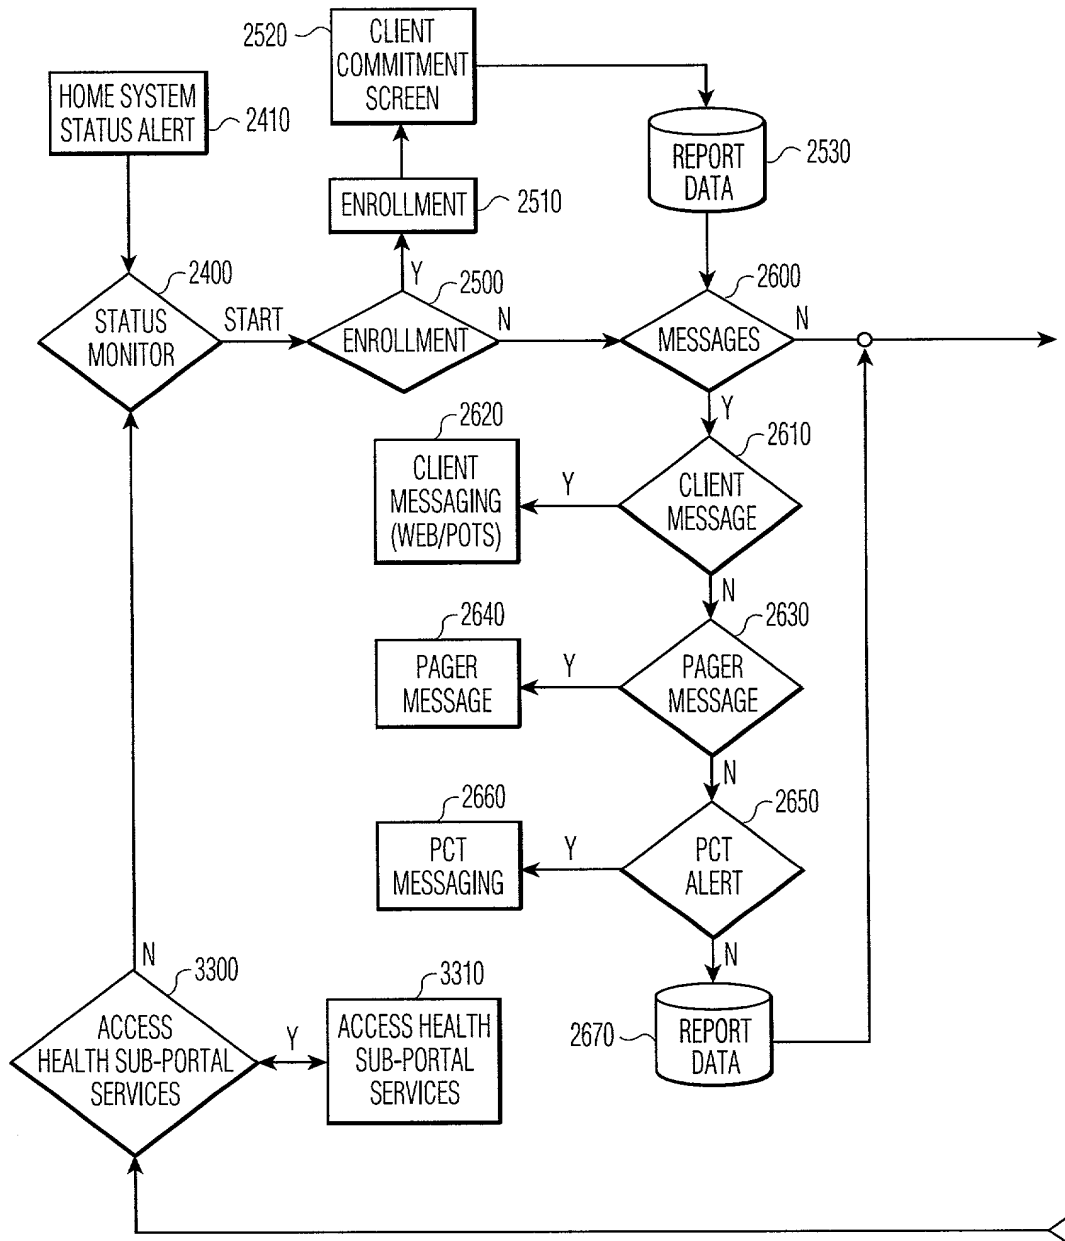 2520
CLIENT
COMMITMENT
SCREEN
HOME SYSTEM
STATUS ALERT
2410
REPORT
DATA
2530
ENROLLMENT
2510
Y
2400
STATUS
MONITOR
START
2500
ENROLLMENT
N
2600
MESSAGES
N
Y
2620
CLIENT
MESSAGING
(WEB/POTS)
Y
2610
CLIENT
MESSAGE
N
2640
PAGER
MESSAGE
Y
2630
PAGER
MESSAGE
N
2660
PCT
MESSAGING
Y
2650
PCT
ALERT
N
2670
REPORT
DATA
N
3300
ACCESS
HEALTH SUB-PORTAL
SERVICES
Y
3310
ACCESS HEALTH
SUB-PORTAL
SERVICES